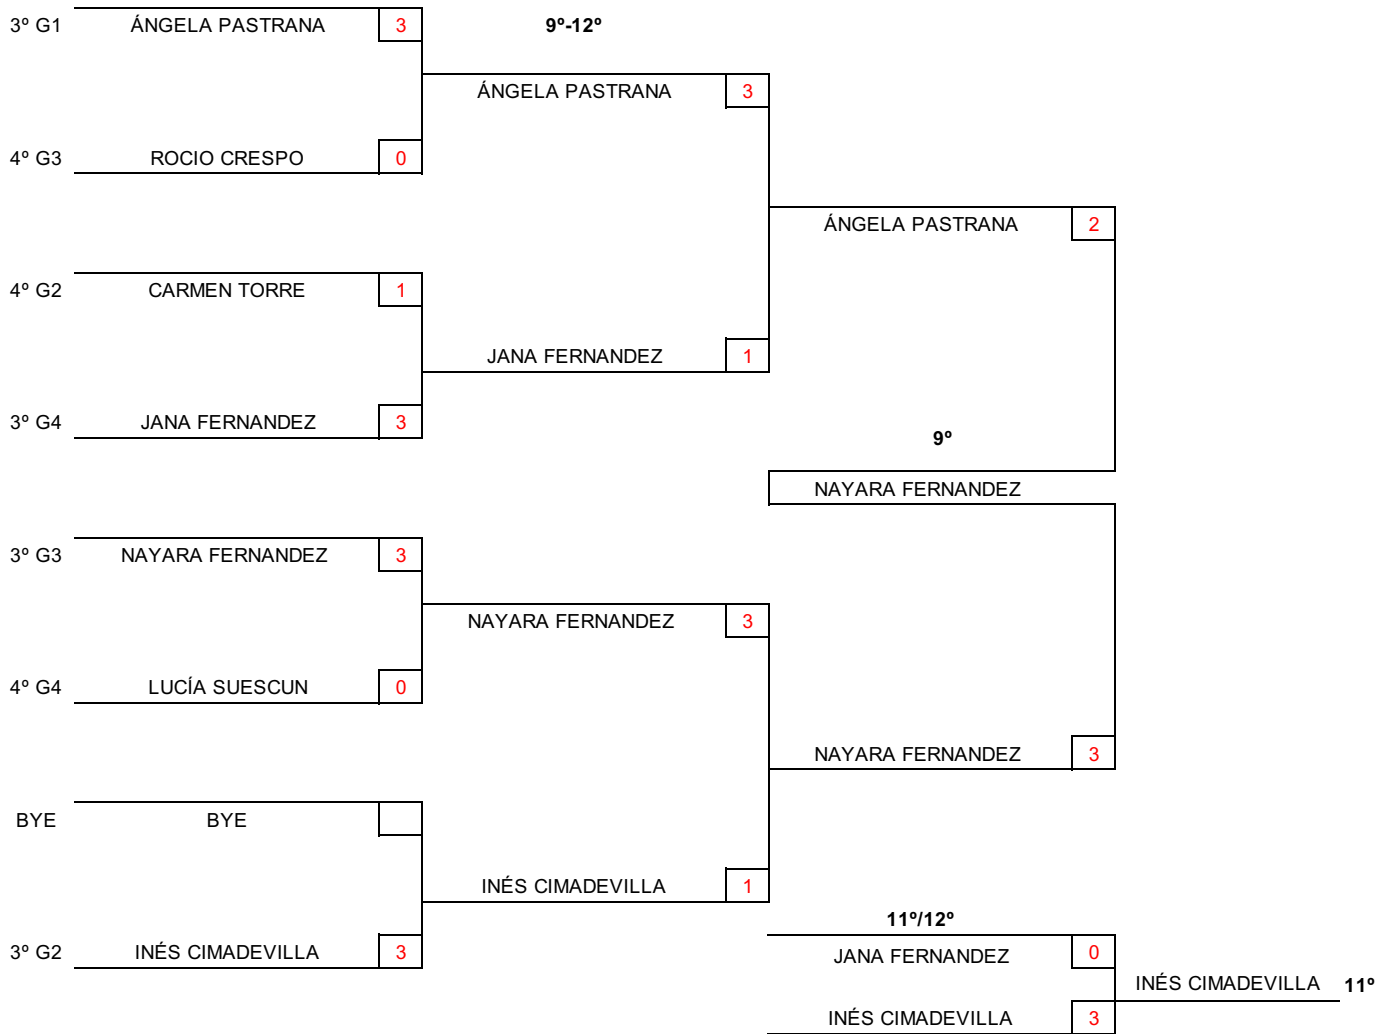 3º G1 ÁNGELA PASTRANA 3 9º-12º
ÁNGELA PASTRANA 3
4º G3 ROCIO CRESPO 0
ÁNGELA PASTRANA 2
4º G2 CARMEN TORRE 1
JANA FERNANDEZ 1
3º G4 JANA FERNANDEZ 3
9º
NAYARA FERNANDEZ
3º G3 NAYARA FERNANDEZ 3
NAYARA FERNANDEZ 3
4º G4 LUCÍA SUESCUN 0
NAYARA FERNANDEZ 3
BYE BYE
INÉS CIMADEVILLA 1
11º/12º
3º G2 INÉS CIMADEVILLA 3 JANA FERNANDEZ 0
INÉS CIMADEVILLA 11º
INÉS CIMADEVILLA 3